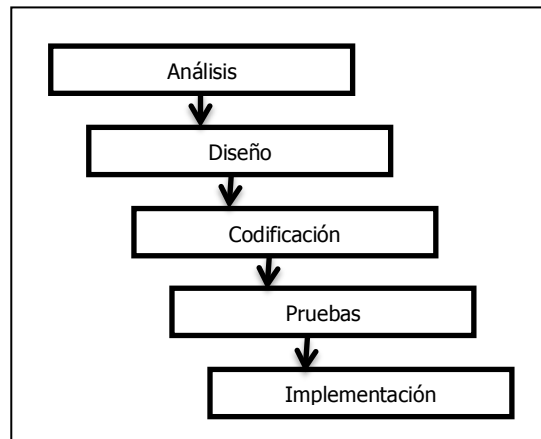 Análisis
Diseño
Codificación
Pruebas
Implementación